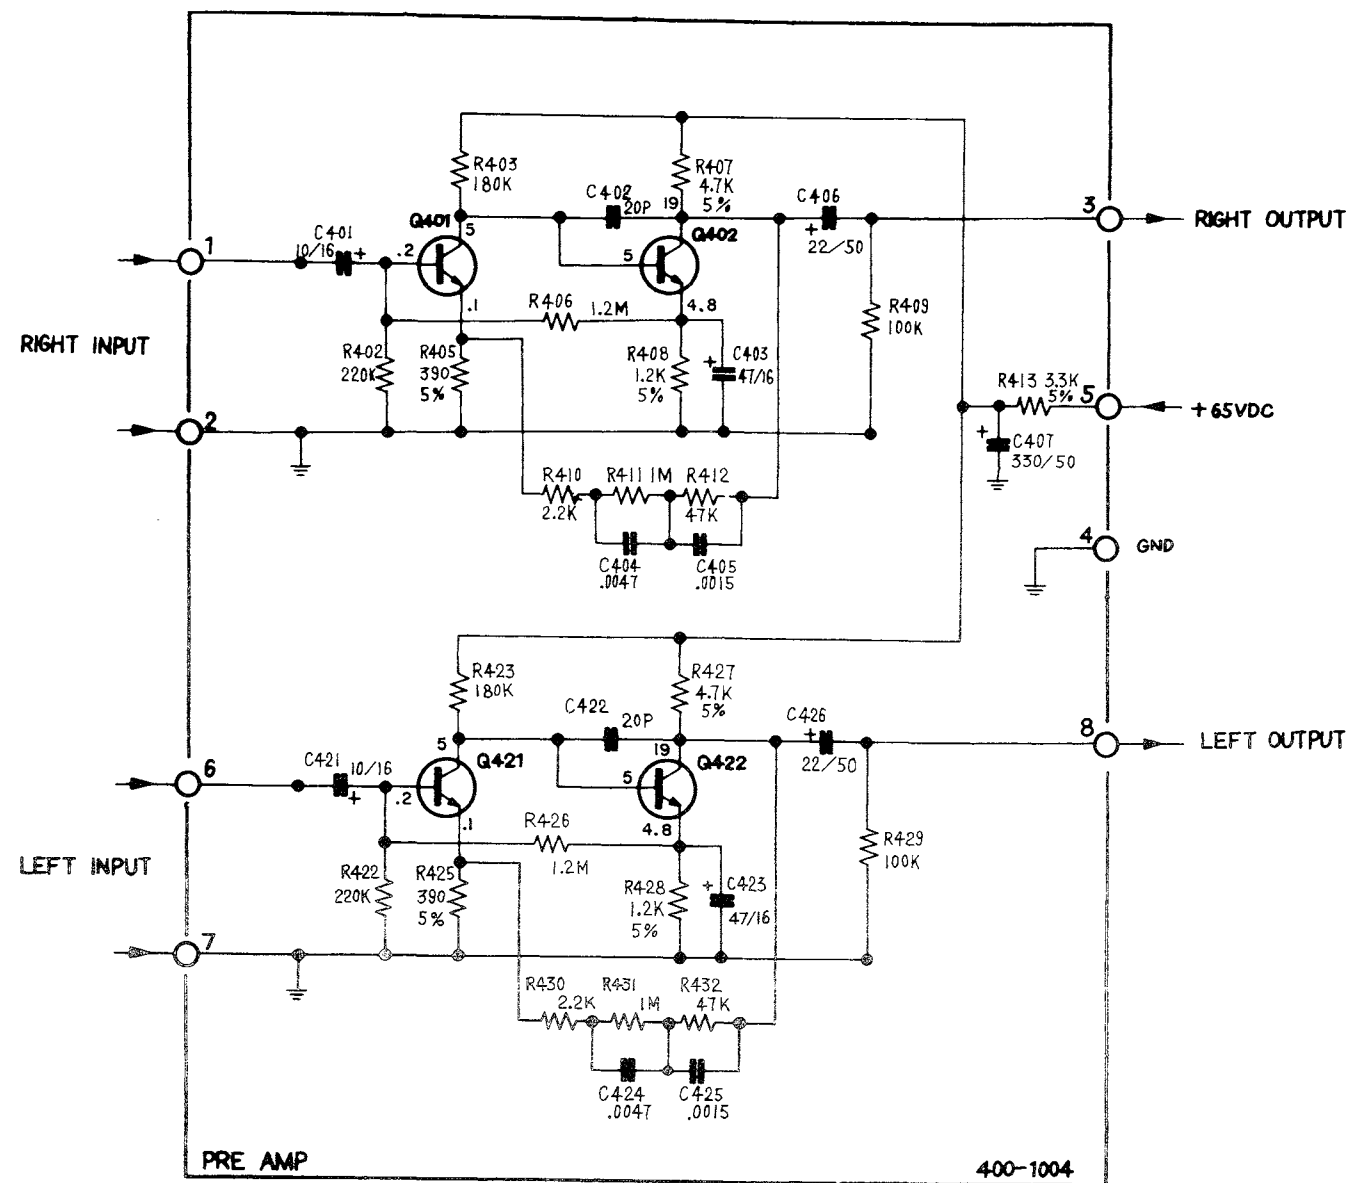 R403
180K
R407
4.7K
5%
C402
20P
19
C406
+
22/50
3
RIGHT OUTPUT
Q401
5
Q402
C401
10/16
+
1
.2
5
.1
R406
1.2M
4.8
R409
100K
RIGHT INPUT
R402
220K
R405
390
5%
R408
1.2K
5%
+
C403
47/16
R413 3.3K
5%
5
+65VDC
2
+
C407
330/50
R410
2.2K
R411 1M
R412
47K
4
GND
C404
.0047
C405
.0015
R423
180K
R427
4.7K
5%
C422
20P
19
C426
+
22/50
8
LEFT OUTPUT
5
Q421
Q422
C421
10/16
+
6
.2
5
.1
R426
1.2M
4.8
R429
100K
LEFT INPUT
R422
220K
R425
390
5%
R428
1.2K
5%
+
C423
47/16
7
R430
2.2K
R431
1M
R432
47K
C424
.0047
C425
.0015
PRE AMP
400-1004